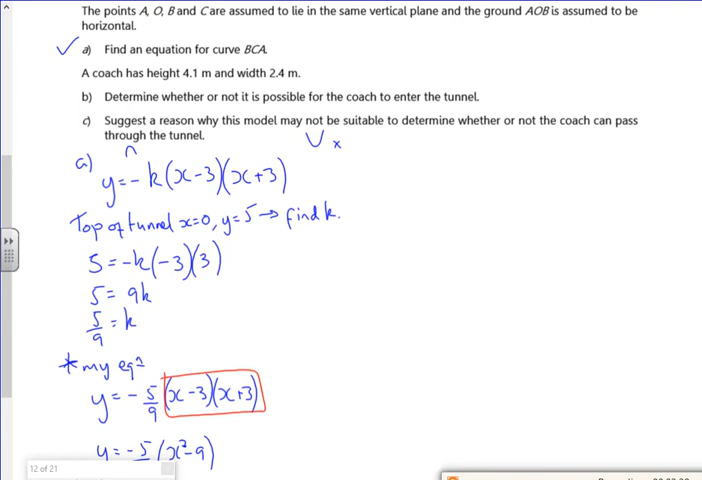 The points A, O, B and C are assumed to lie in the same vertical plane and the ground AOB is assumed to be
horizontal.
a) Find an equation for curve BCA.
A coach has height 4.1 m and width 2.4 m.
b) Determine whether or not it is possible for the coach to enter the tunnel.
c) Suggest a reason why this model may not be suitable to determine whether or not the coach can pass
through the tunnel.
∩ ∪ x
a) y = - k(x-3)(x+3)
Top of tunnel x=0, y=5 → find k.
5 = -k(-3)(3)
5 = 9k
5/9 = k
* my eqⁿ
y = - 5/9 (x-3)(x+3)
y = - 5 (x²-9)
12 of 21